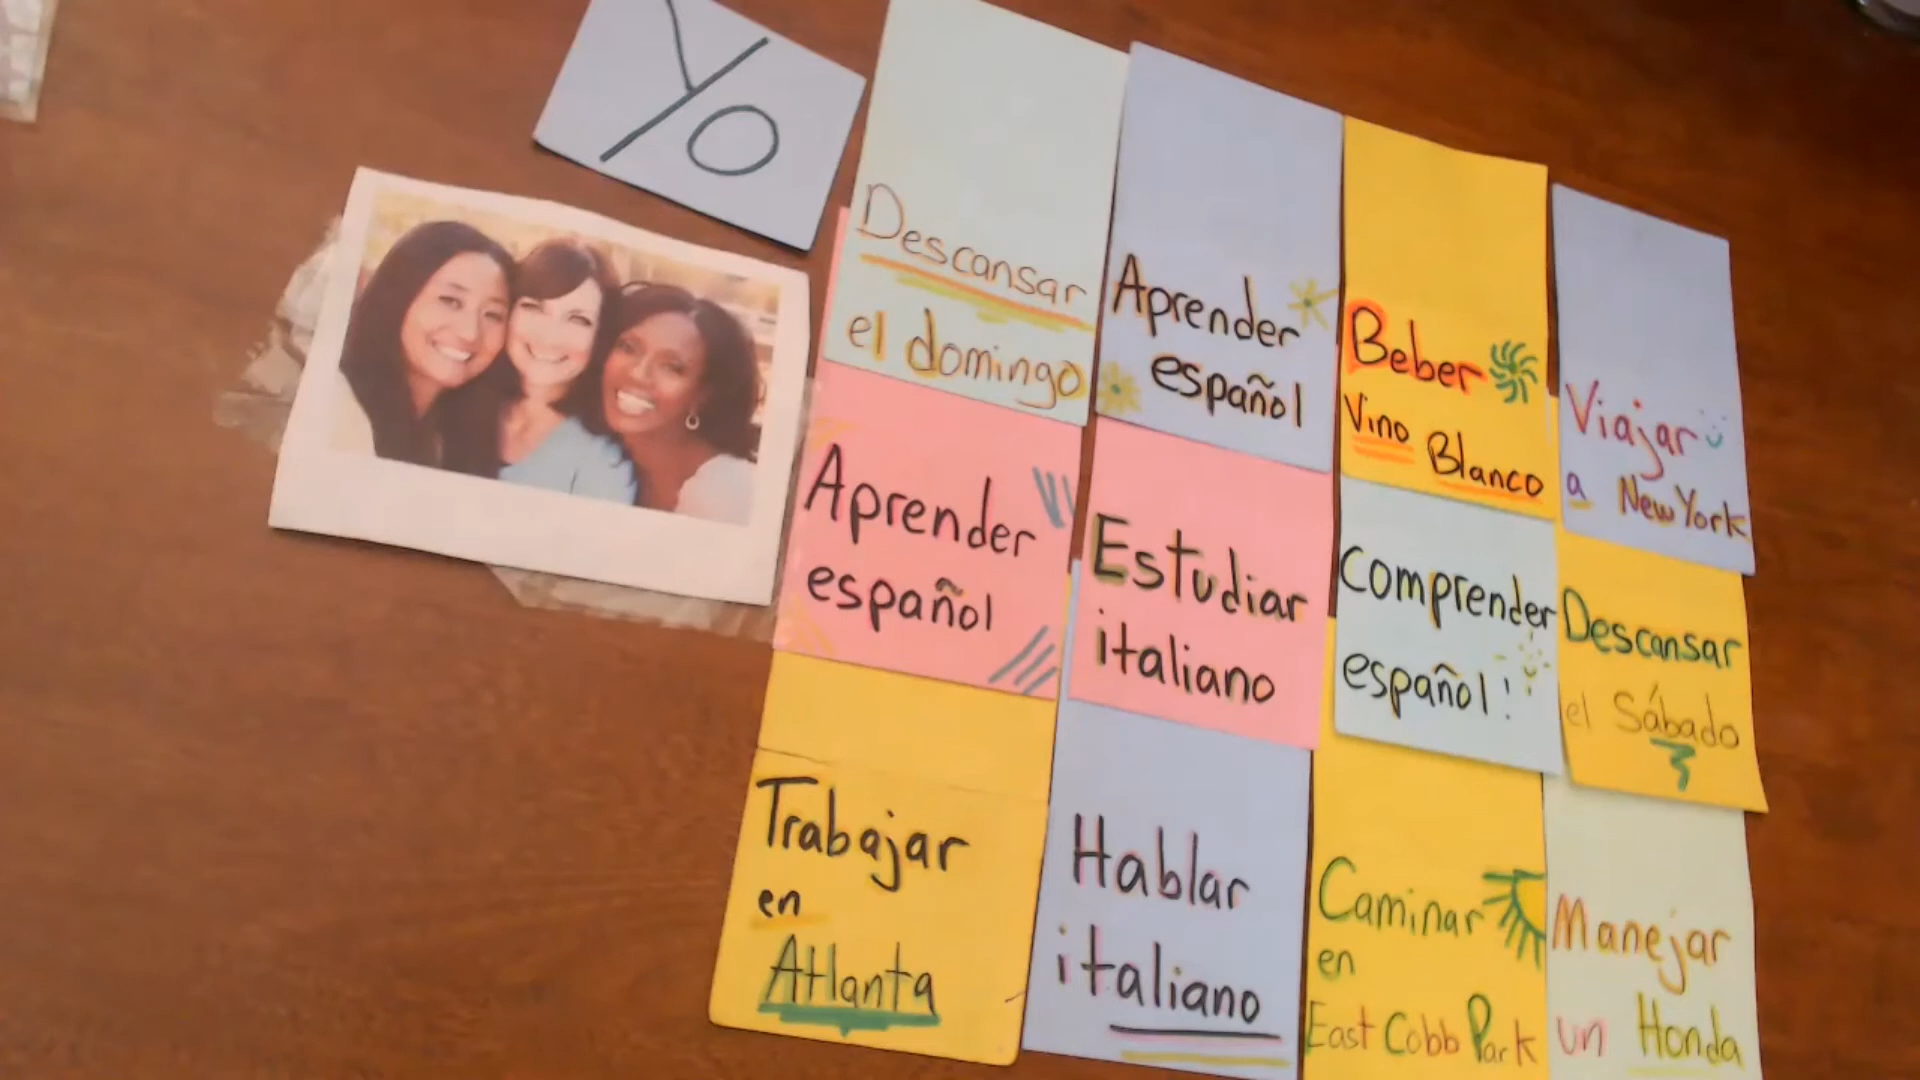 Yo
Descansar
el domingo
Aprender
español
Beber
Vino
Blanco
Viajar
a New York
Aprender
español
Estudiar
italiano
Comprender
español!
Descansar
el Sábado
Trabajar
en
Atlanta
Hablar
italiano
Caminar
en
East Cobb Park
Manejar
un Honda